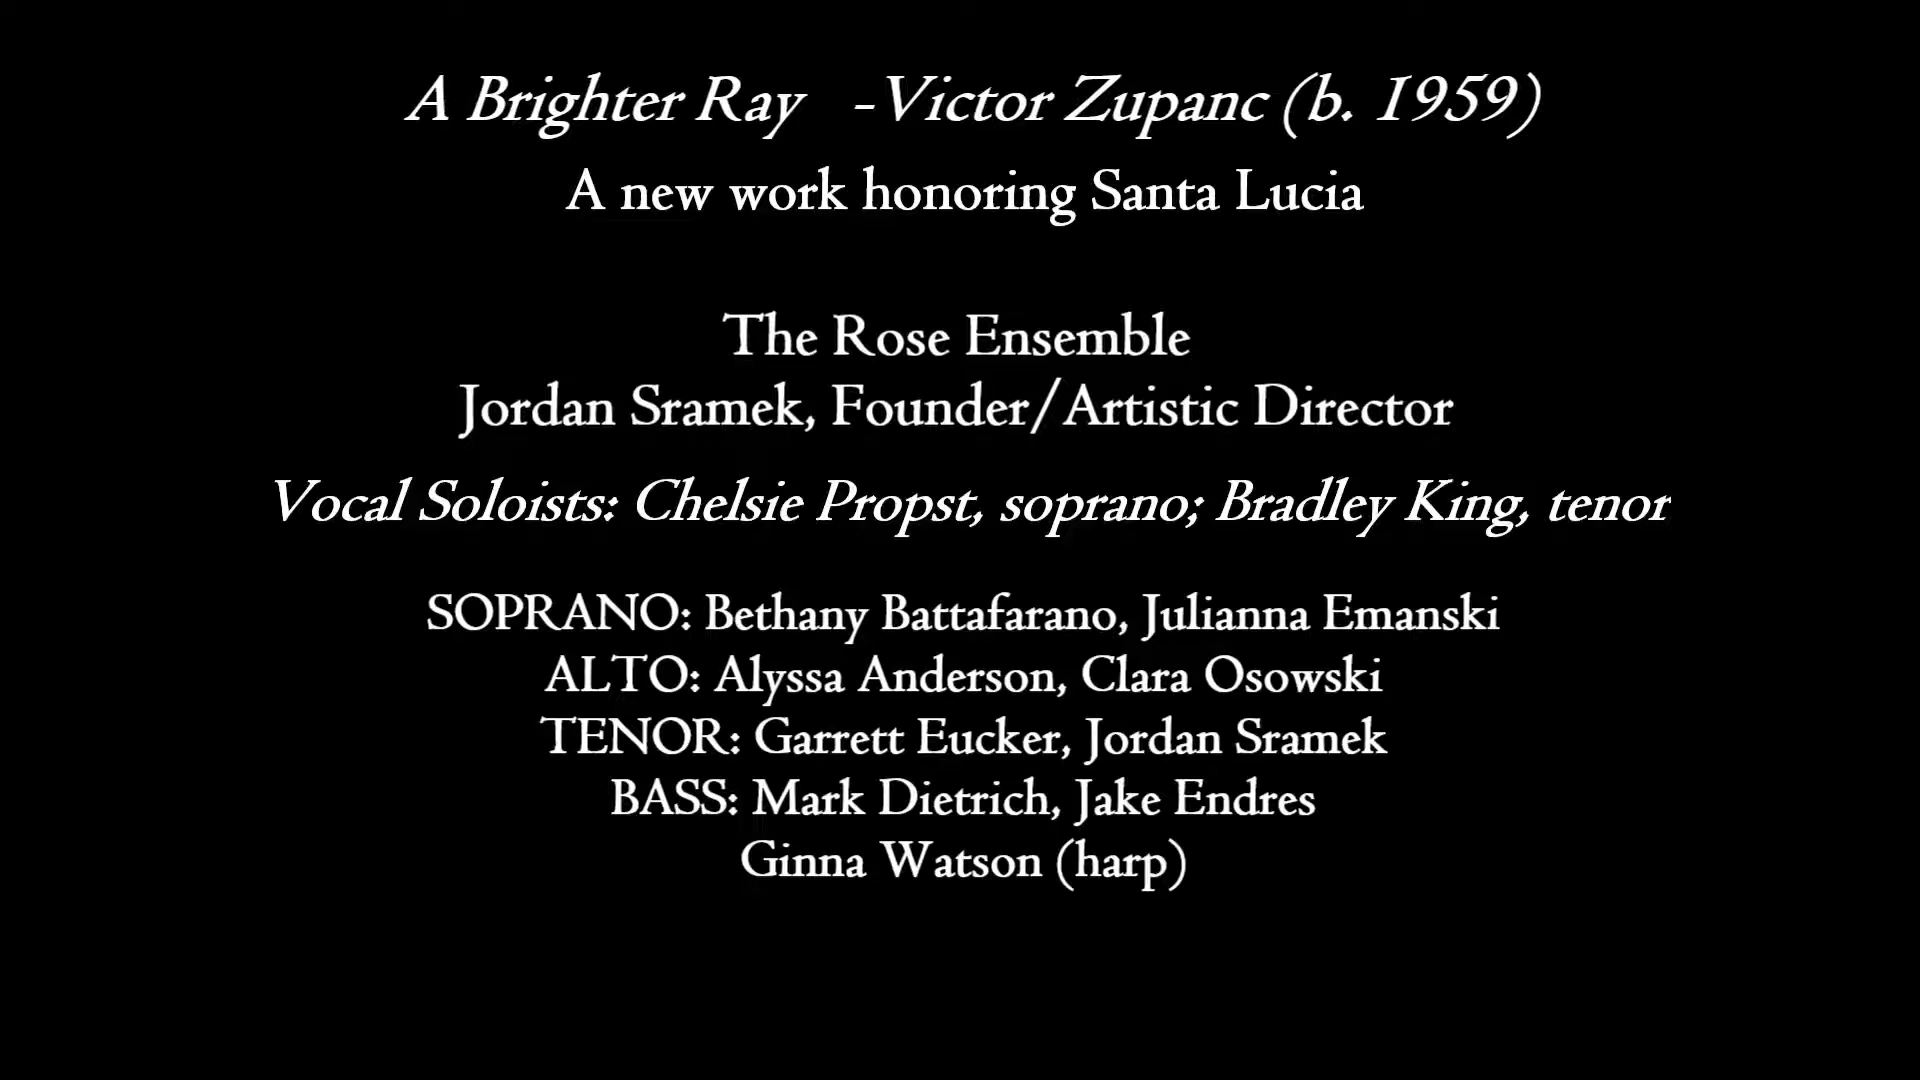 A Brighter Ray -Victor Zupanc (b. 1959)
A new work honoring Santa Lucia
The Rose Ensemble
Jordan Sramek, Founder/Artistic Director
Vocal Soloists: Chelsie Propst, soprano; Bradley King, tenor
SOPRANO: Bethany Battafarano, Julianna Emanski
ALTO: Alyssa Anderson, Clara Osowski
TENOR: Garrett Eucker, Jordan Sramek
BASS: Mark Dietrich, Jake Endres
Ginna Watson (harp)